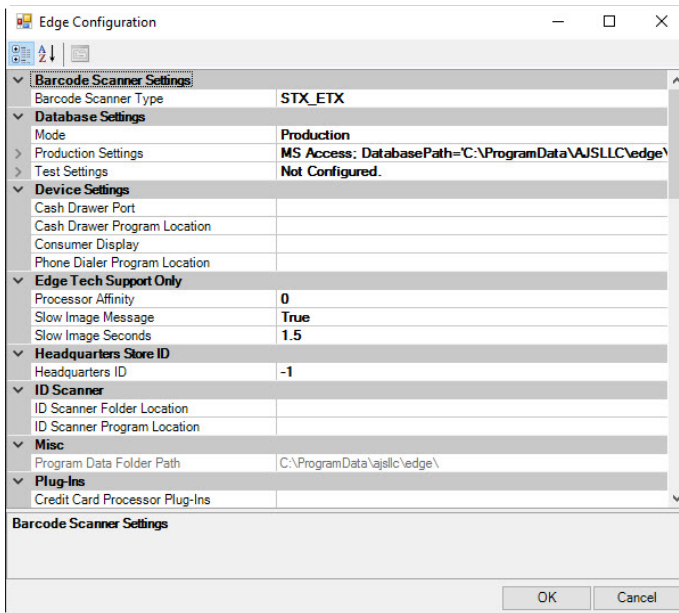 Edge Configuration
A Z
Barcode Scanner Settings
Barcode Scanner Type STX_ETX
Database Settings
Mode Production
Production Settings MS Access; DatabasePath='C:\ProgramData\AJSLLC\edge\
Test Settings Not Configured.
Device Settings
Cash Drawer Port
Cash Drawer Program Location
Consumer Display
Phone Dialer Program Location
Edge Tech Support Only
Processor Affinity 0
Slow Image Message True
Slow Image Seconds 1.5
Headquarters Store ID
Headquarters ID -1
ID Scanner
ID Scanner Folder Location
ID Scanner Program Location
Misc
Program Data Folder Path C:\ProgramData\ajsllc\edge\
Plug-Ins
Credit Card Processor Plug-Ins
Barcode Scanner Settings
OK Cancel